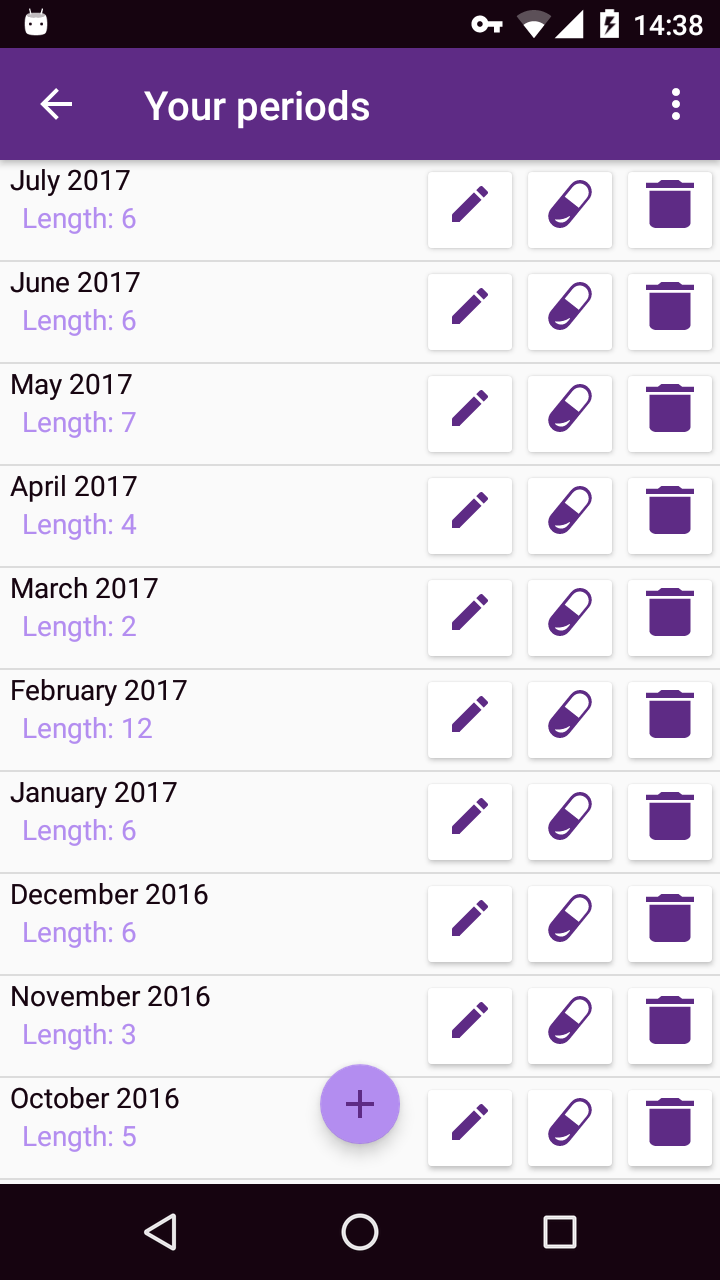 14:38
Your periods
July 2017
Length: 6
June 2017
Length: 6
May 2017
Length: 7
April 2017
Length: 4
March 2017
Length: 2
February 2017
Length: 12
January 2017
Length: 6
December 2016
Length: 6
November 2016
Length: 3
October 2016
Length: 5